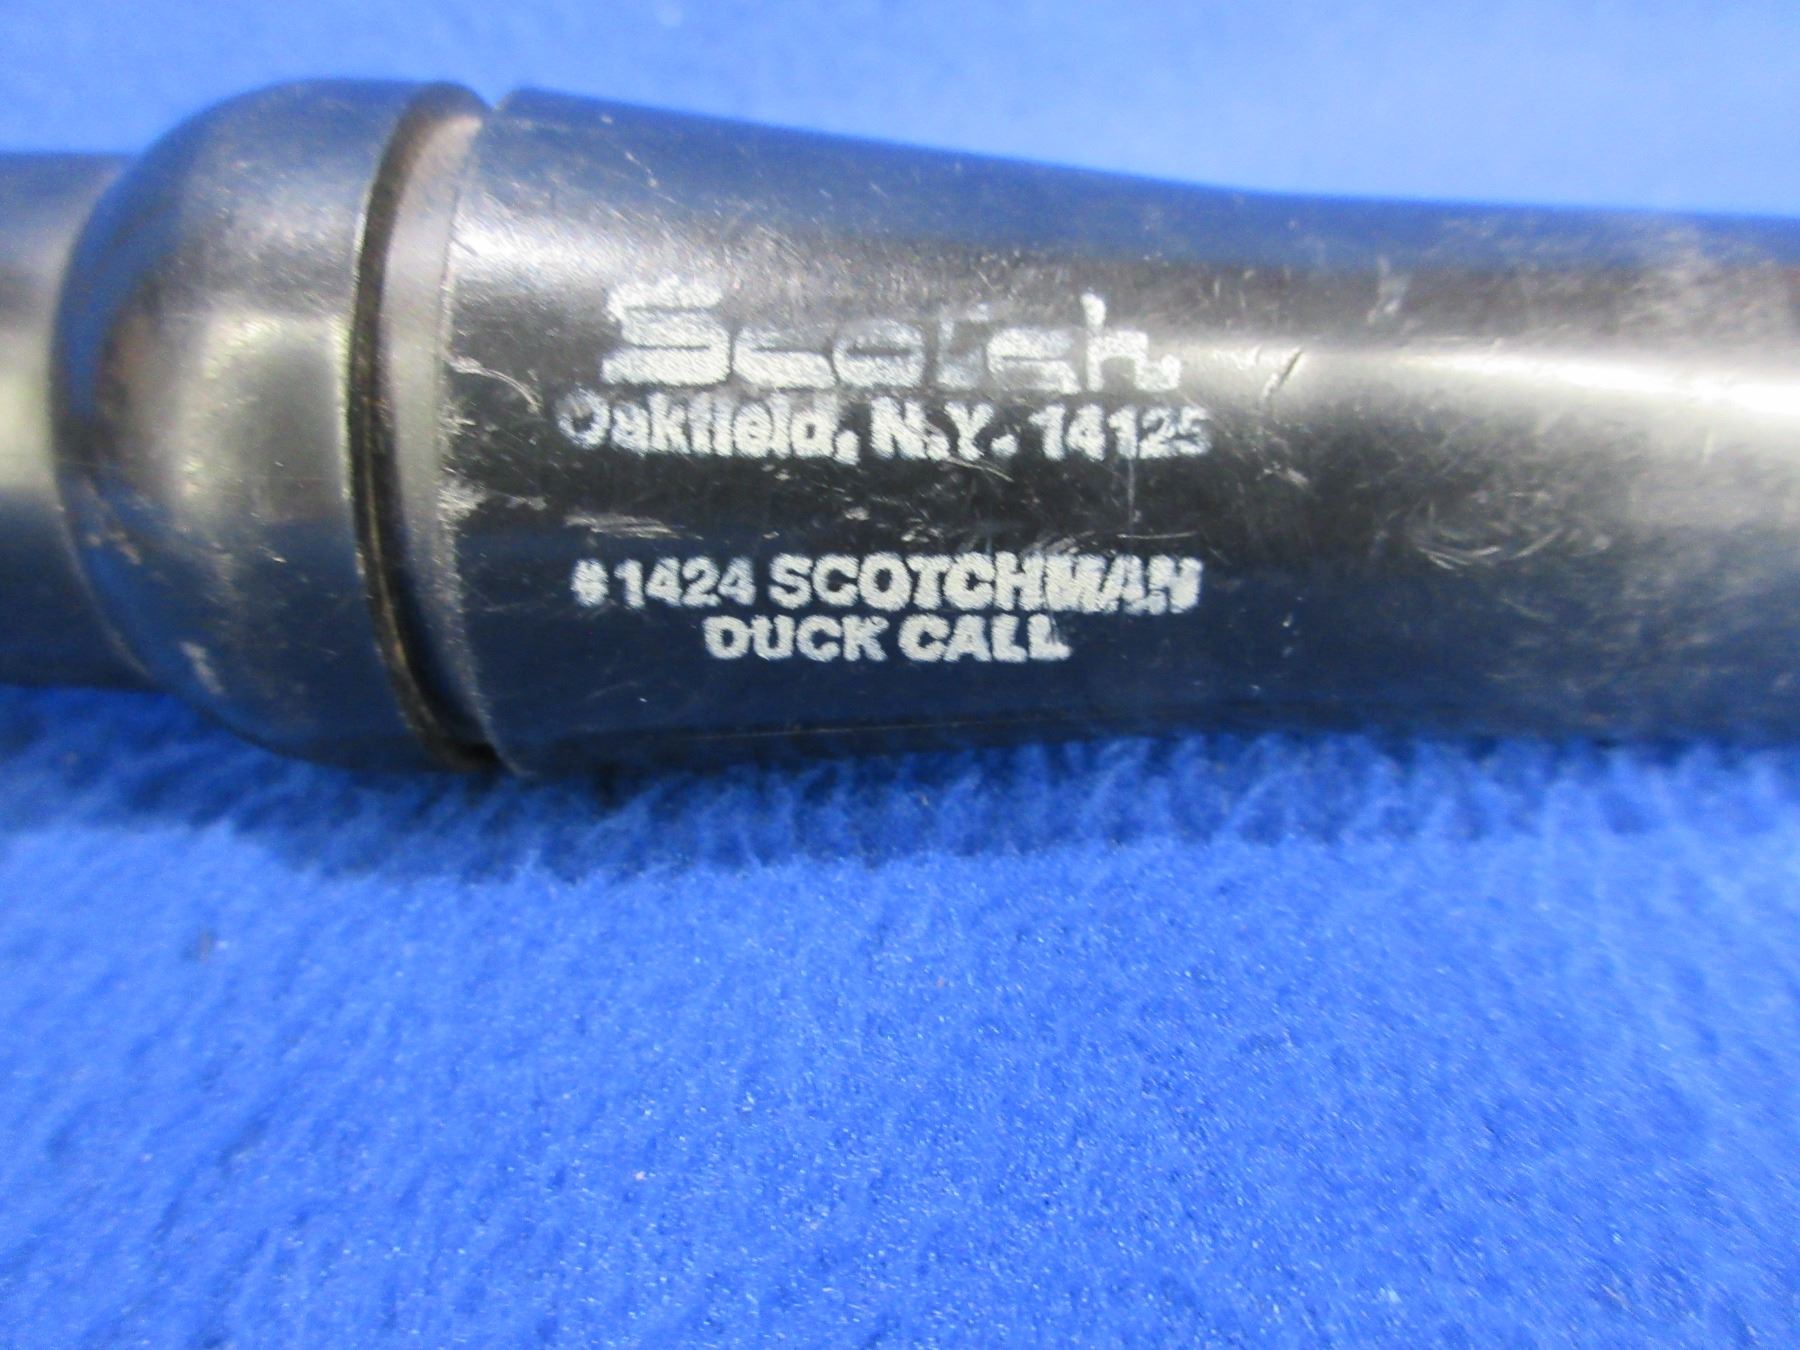 Scotch
Oakfield, N.Y. 14125
#1424 SCOTCHMAN
DUCK CALL